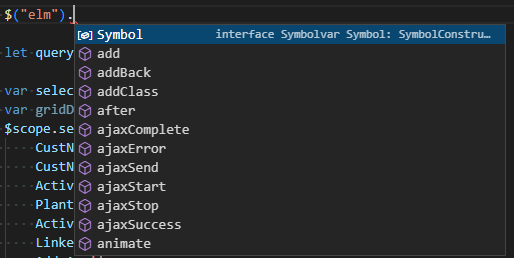 $("elm").
Symbol interface Symbolvar Symbol: SymbolConstru…
let query
add
addBack
var selec
addClass
var gridD
after
$scope.se
ajaxComplete
CustN
ajaxError
CustN
ajaxSend
Activ
ajaxStart
Plant
ajaxStop
Activ
ajaxSuccess
Linke
animate